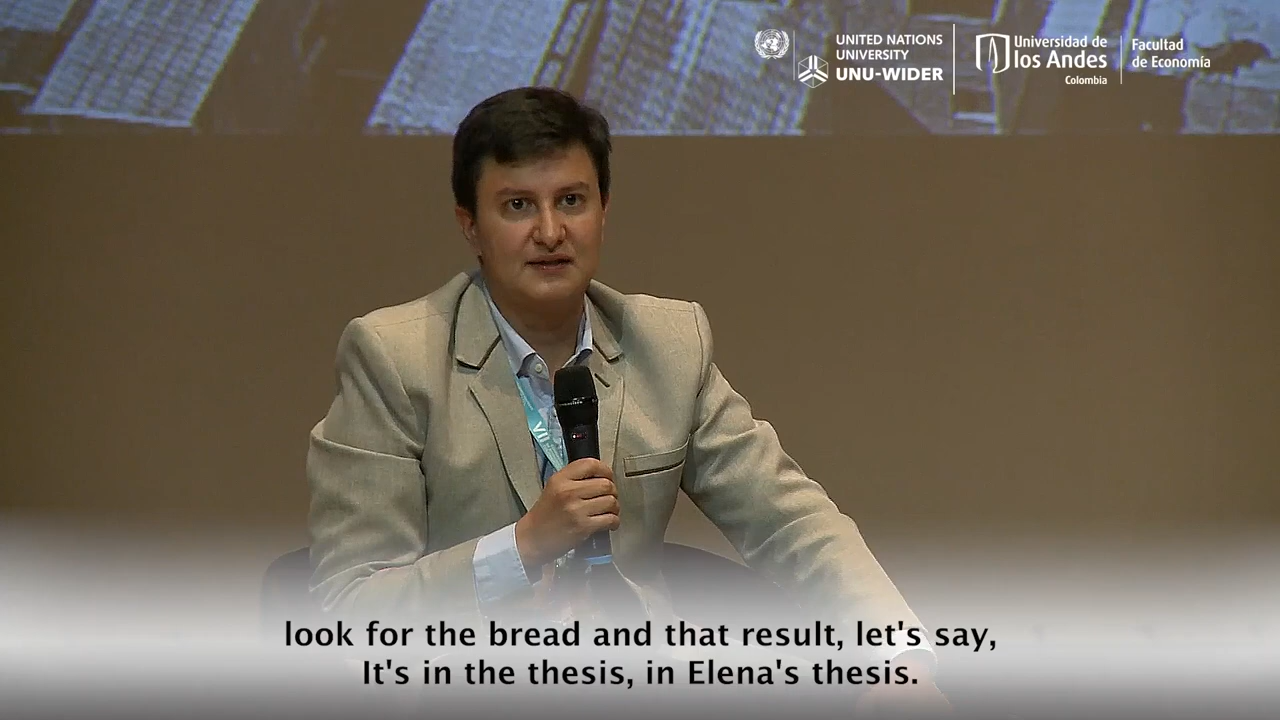 UNITED NATIONS
UNIVERSITY
UNU-WIDER
Universidad de
los Andes
Colombia
Facultad
de Economía
VII
look for the bread and that result, let's say,
It's in the thesis, in Elena's thesis.